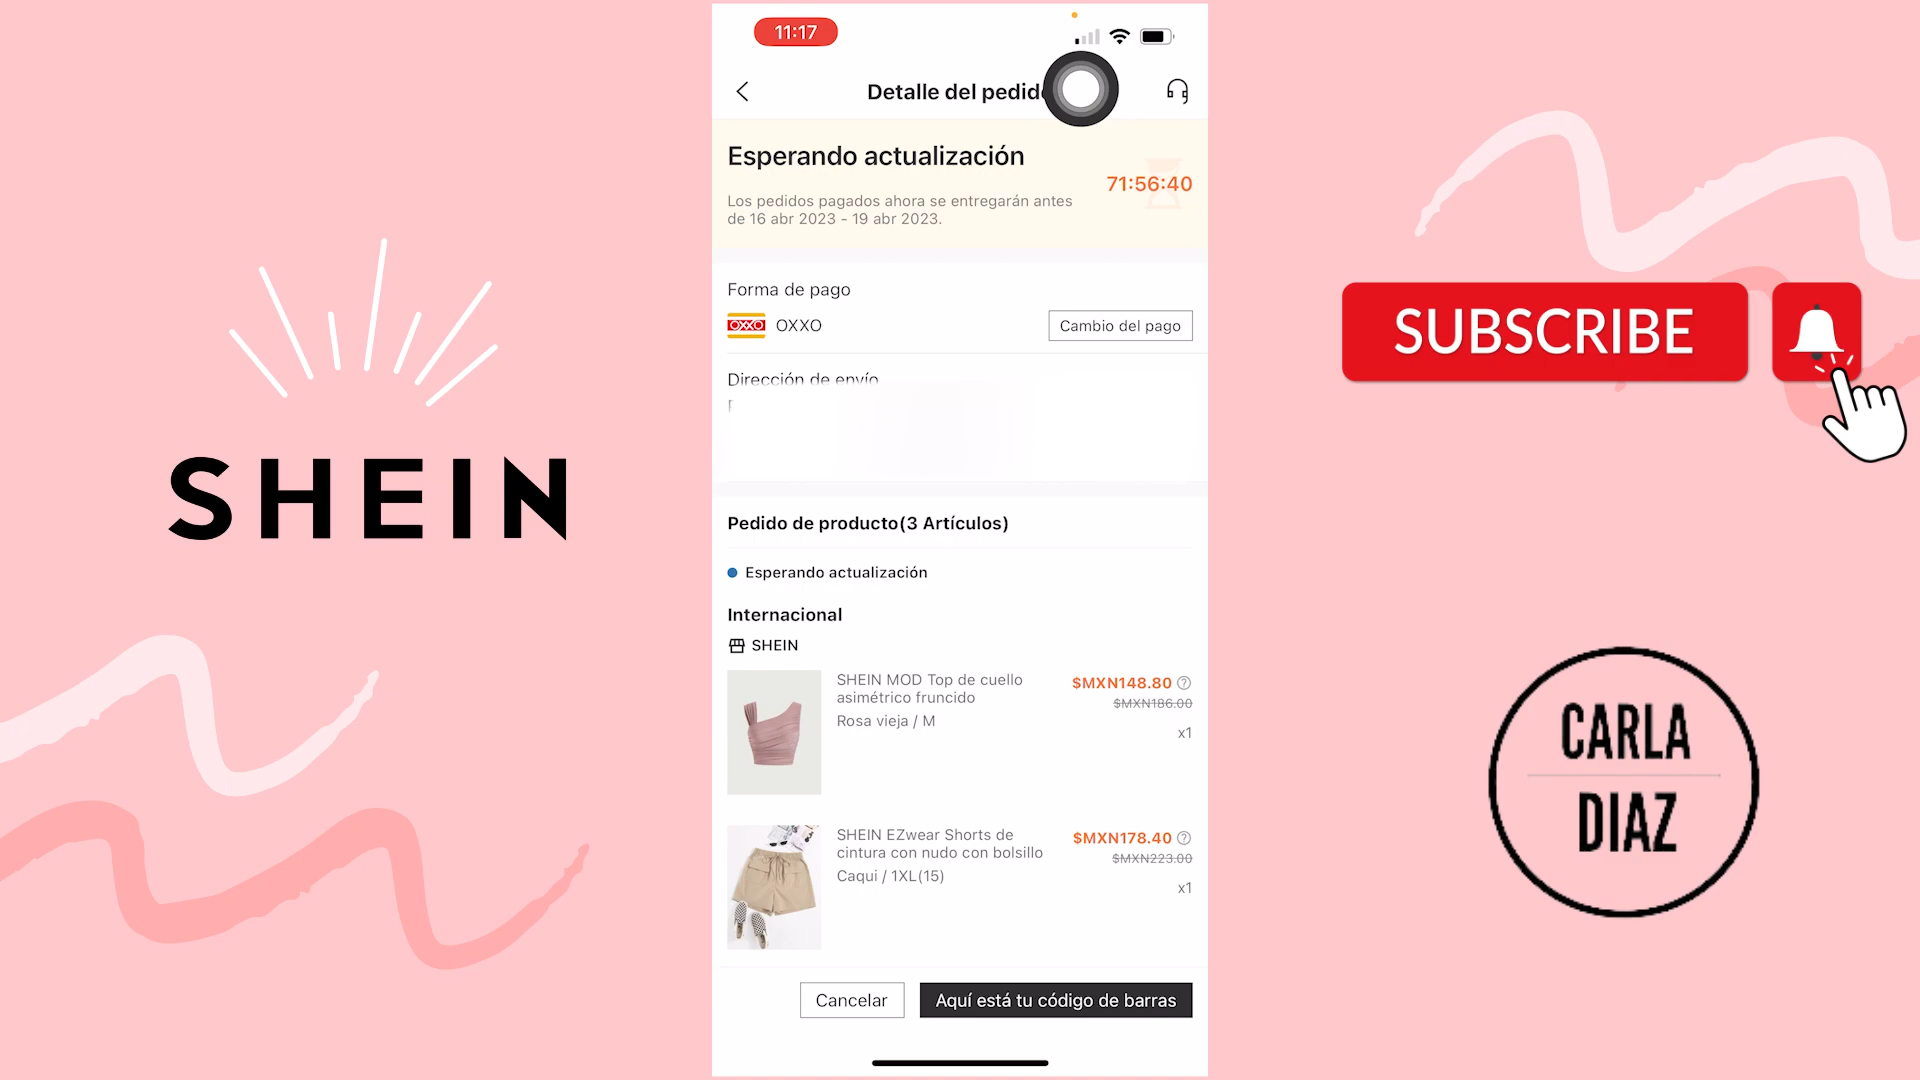 11:17
Detalle del pedido
Esperando actualización
71:56:40
Los pedidos pagados ahora se entregarán antes
de 16 abr 2023 - 19 abr 2023.
Forma de pago
OXXO
OXXO
Cambio del pago
Dirección de envío
Pedido de producto(3 Artículos)
Esperando actualización
Internacional
SHEIN
SHEIN MOD Top de cuello
asimétrico fruncido
Rosa vieja / M
$MXN148.80
$MXN186.00
x1
SHEIN EZwear Shorts de
cintura con nudo con bolsillo
Caqui / 1XL(15)
$MXN178.40
$MXN223.00
x1
Cancelar
Aquí está tu código de barras
SHEIN
SUBSCRIBE
CARLA
DIAZ